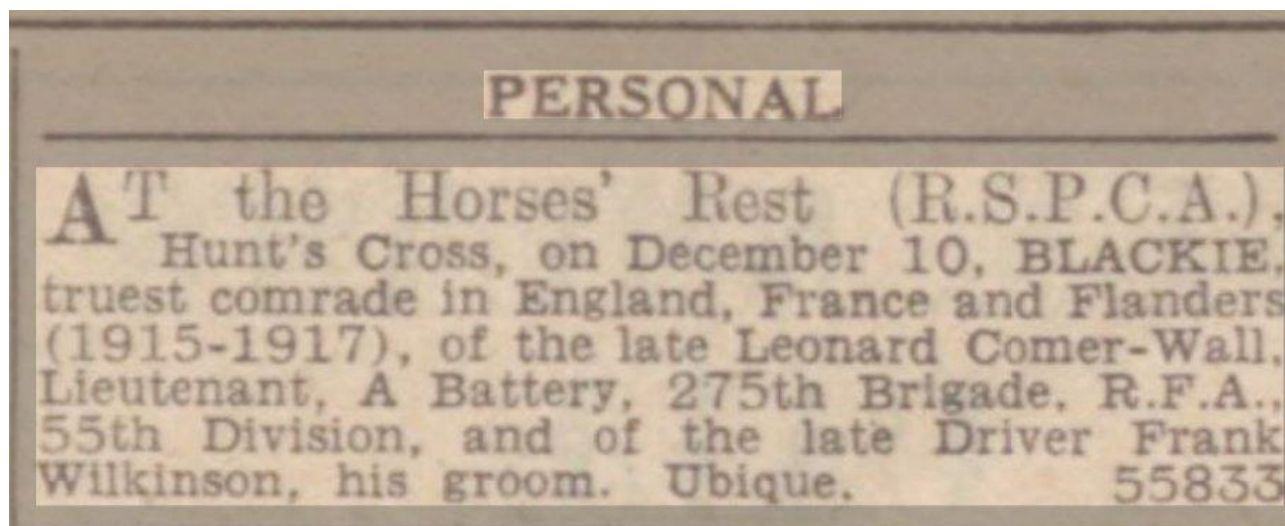 PERSONAL
AT the Horses' Rest (R.S.P.C.A.),
Hunt's Cross, on December 10, BLACKIE,
truest comrade in England, France and Flanders
(1915-1917), of the late Leonard Comer-Wall,
Lieutenant, A Battery, 275th Brigade, R.F.A.,
55th Division, and of the late Driver Frank
Wilkinson, his groom. Ubique. 55833